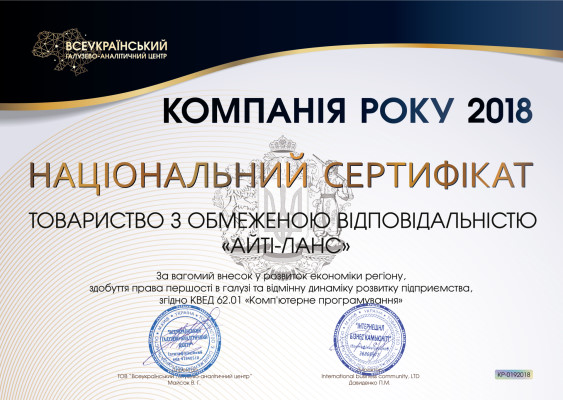 ВСЕУКРАЇНСЬКИЙ
ГАЛУЗЕВО-АНАЛІТИЧНИЙ ЦЕНТР
КОМПАНІЯ РОКУ 2018
НАЦІОНАЛЬНИЙ СЕРТИФІКАТ
ТОВАРИСТВО З ОБМЕЖЕНОЮ ВІДПОВІДАЛЬНІСТЮ
«АЙТІ-ЛАНС»
За вагомий внесок у розвиток економіки регіону,
здобуття права першості в галузі та відмінну динаміку розвитку підприємства,
згідно КВЕД 62.01 «Комп'ютерне програмування»
ТОВ "Всеукраїнський галузево-аналітичний центр"
Майсак В. Г.
International business community, LTD
Давиденко П.М.
КР-0192018